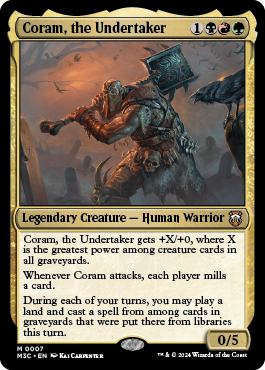 Coram, the Undertaker 1
Legendary Creature — Human Warrior
Coram, the Undertaker gets +X/+0, where X
is the greatest power among creature cards in
all graveyards.
Whenever Coram attacks, each player mills
a card.
During each of your turns, you may play a
land and cast a spell from among cards in
graveyards that were put there from libraries
this turn.
0/5
M 0007
M3C • EN Kai Carpenter
™ & © 2024 Wizards of the Coast